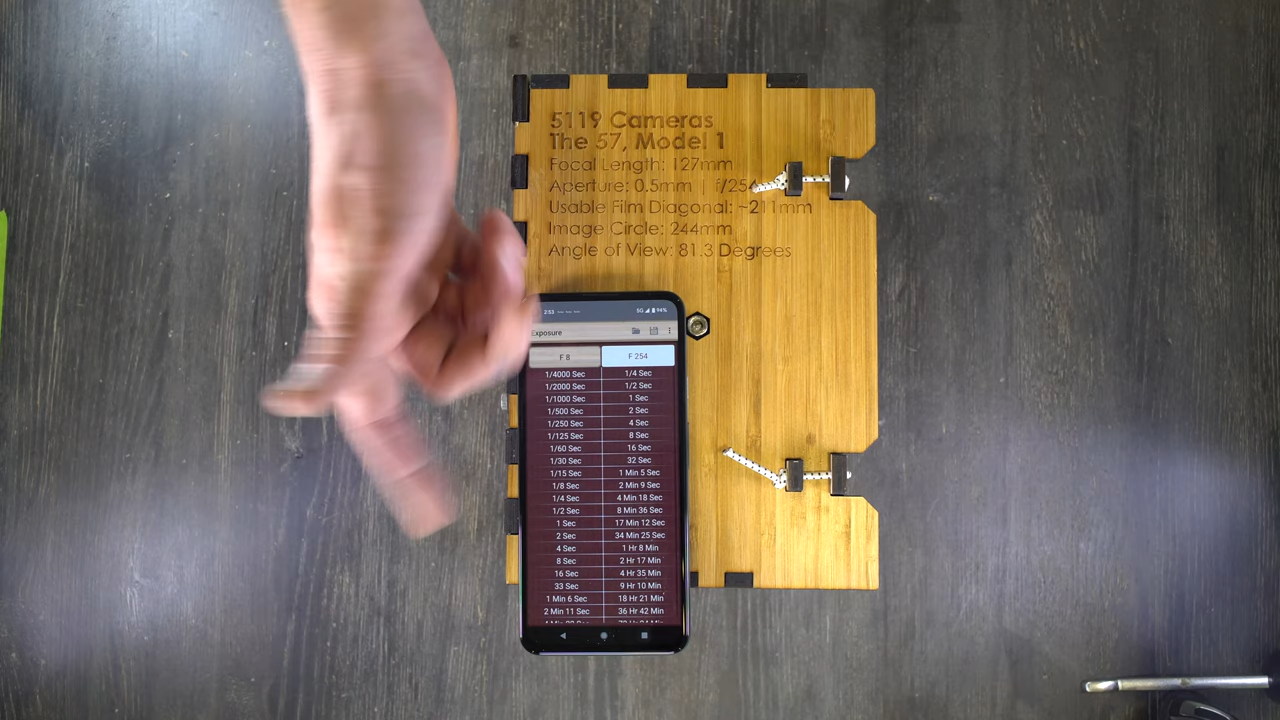 5119 Cameras
The 57, Model 1
Focal Length: 127mm
Aperture: 0.5mm | f/254
Usable Film Diagonal: ~211mm
Image Circle: 244mm
Angle of View: 81.3 Degrees
2:53 5G 94%
Exposure
F 8 F 254
1/4000 Sec 1/4 Sec
1/2000 Sec 1/2 Sec
1/1000 Sec 1 Sec
1/500 Sec 2 Sec
1/250 Sec 4 Sec
1/125 Sec 8 Sec
1/60 Sec 16 Sec
1/30 Sec 32 Sec
1/15 Sec 1 Min 5 Sec
1/8 Sec 2 Min 9 Sec
1/4 Sec 4 Min 18 Sec
1/2 Sec 8 Min 36 Sec
1 Sec 17 Min 12 Sec
2 Sec 34 Min 25 Sec
4 Sec 1 Hr 8 Min
8 Sec 2 Hr 17 Min
16 Sec 4 Hr 35 Min
33 Sec 9 Hr 10 Min
1 Min 6 Sec 18 Hr 21 Min
2 Min 11 Sec 36 Hr 42 Min